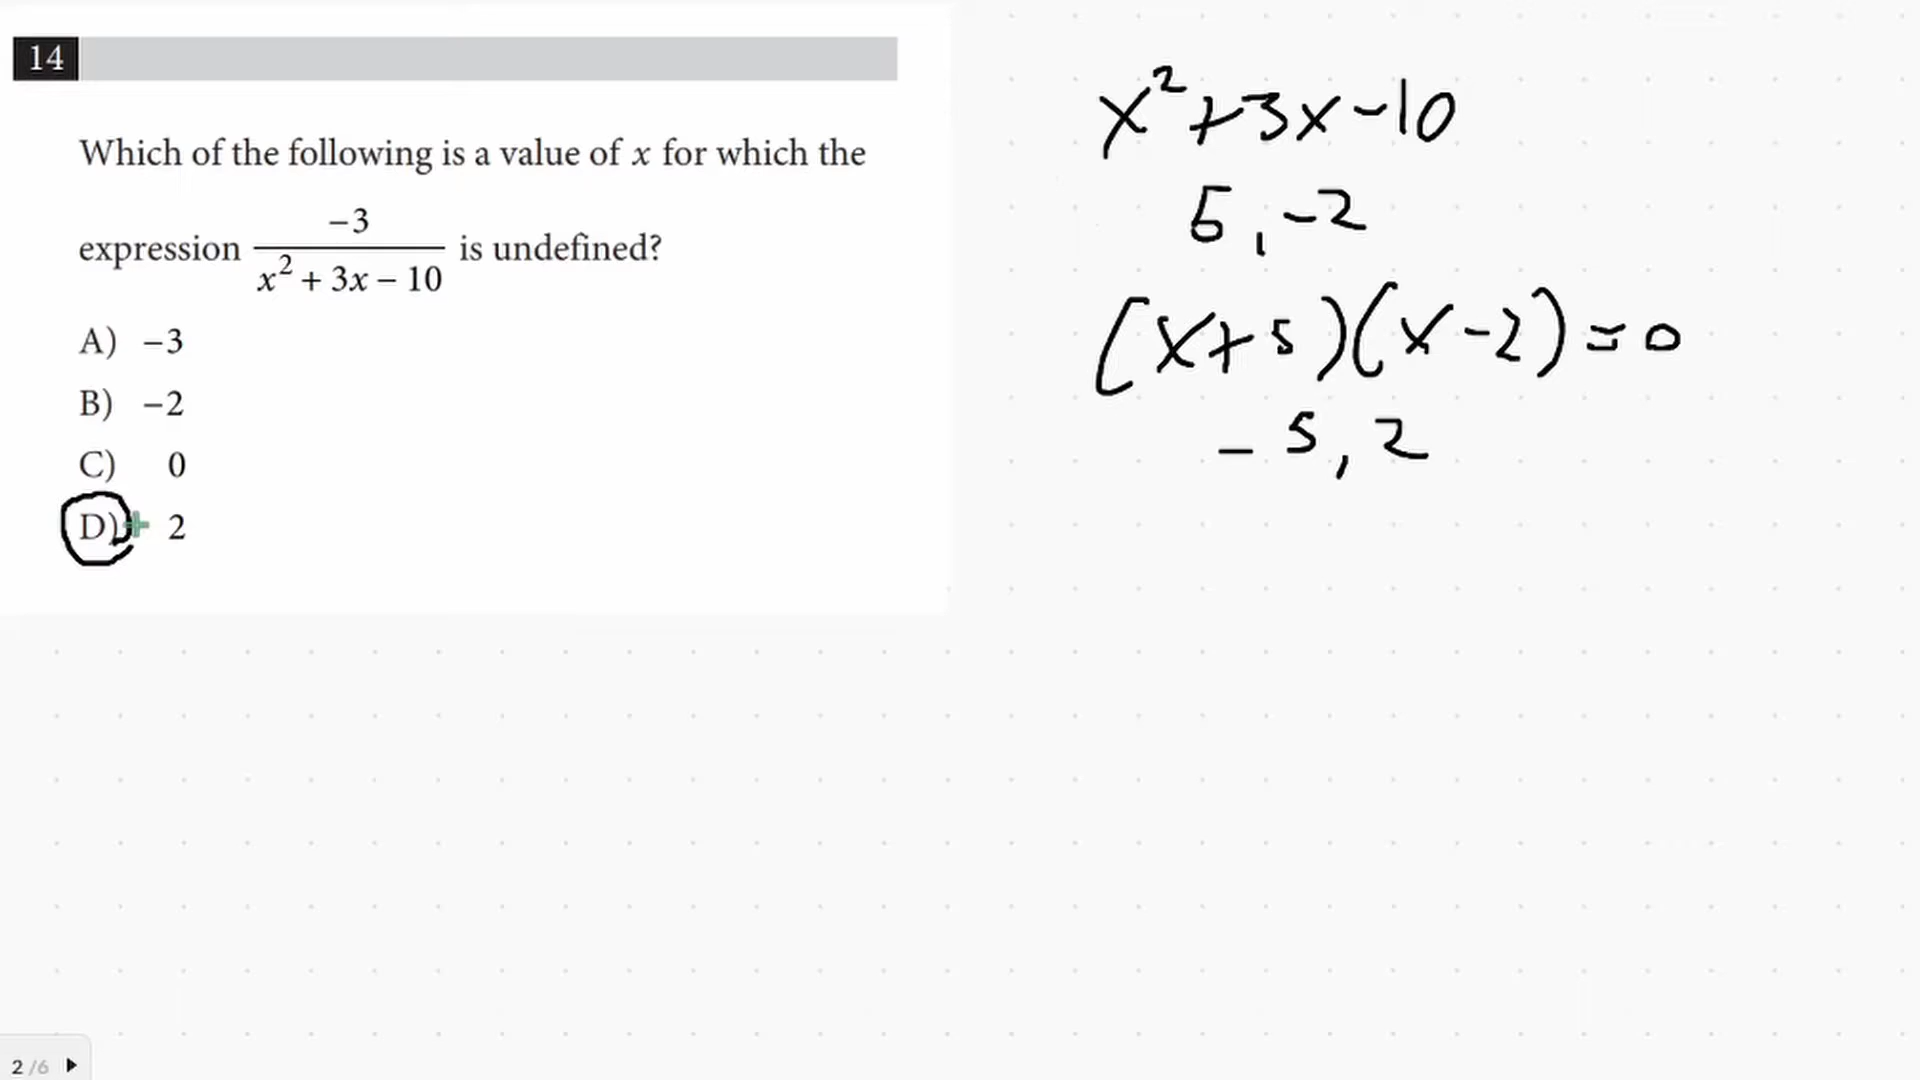 14
Which of the following is a value of x for which the
expression −3 / (x² + 3x − 10) is undefined?
A) −3
B) −2
C) 0
D) 2
x² + 3x − 10
5, −2
(x + 5)(x − 2) = 0
− 5, 2
2 /6